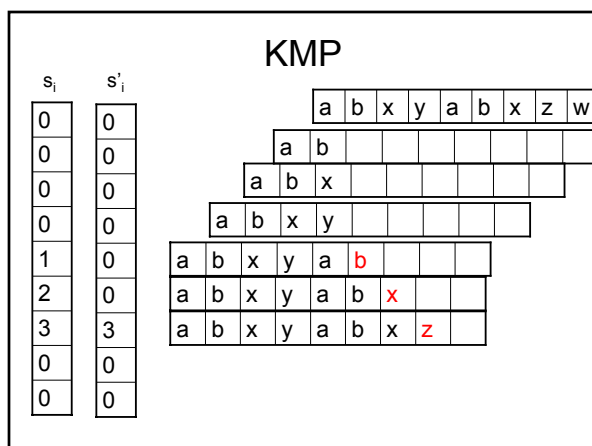 KMP
s_i s'_i
a b x y a b x z w
0 0
a b
0 0
a b x
0 0
a b x y
0 0
a b x y a b
1 0
a b x y a b x
2 0
a b x y a b x z
3 3
0 0
0 0